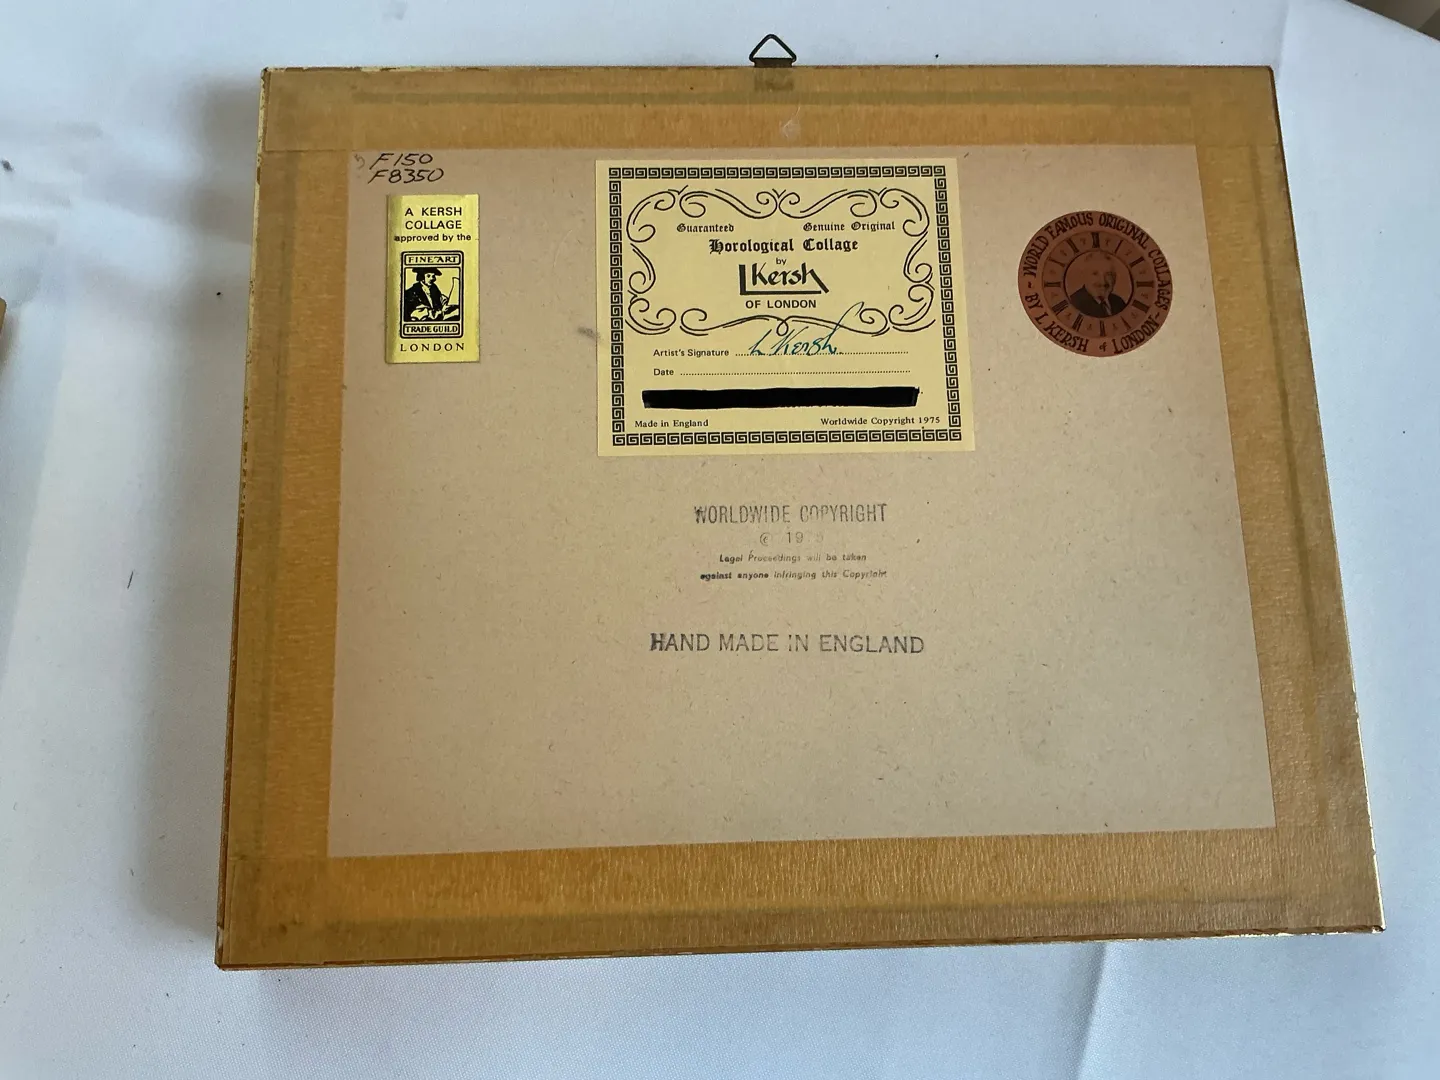 F150
F8350
A KERSH
COLLAGE
approved by the
FINE ART
TRADE GUILD
LONDON
Guaranteed Genuine Original
Horological Collage
by
L Kersh
OF LONDON
Artist's Signature L Kersh
Date
Made in England Worldwide Copyright 1975
WORLD FAMOUS ORIGINAL COLLAGES
BY L KERSH of LONDON
WORLDWIDE COPYRIGHT
©
Legal Proceedings will be taken
against anyone infringing this Copyright
HAND MADE IN ENGLAND